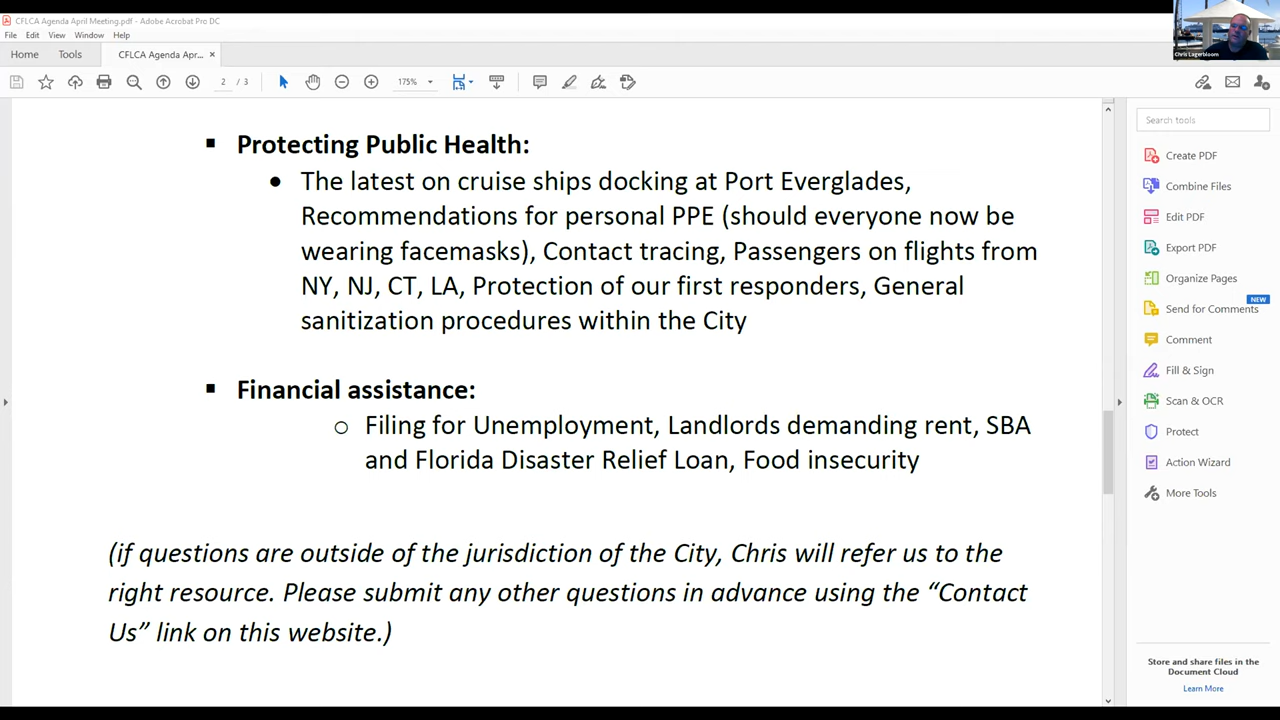 CFLCA Agenda April Meeting.pdf - Adobe Acrobat Pro DC
File Edit View Window Help
Home Tools CFLCA Agenda Apr... ×
2 / 3 175%
Chris Lagerbloom
▪ Protecting Public Health:
• The latest on cruise ships docking at Port Everglades,
Recommendations for personal PPE (should everyone now be
wearing facemasks), Contact tracing, Passengers on flights from
NY, NJ, CT, LA, Protection of our first responders, General
sanitization procedures within the City
▪ Financial assistance:
○ Filing for Unemployment, Landlords demanding rent, SBA
and Florida Disaster Relief Loan, Food insecurity
(if questions are outside of the jurisdiction of the City, Chris will refer us to the
right resource. Please submit any other questions in advance using the “Contact
Us” link on this website.)
Search tools
Create PDF
Combine Files
Edit PDF
Export PDF
Organize Pages
NEW
Send for Comments
Comment
Fill & Sign
Scan & OCR
Protect
Action Wizard
More Tools
Store and share files in the
Document Cloud
Learn More